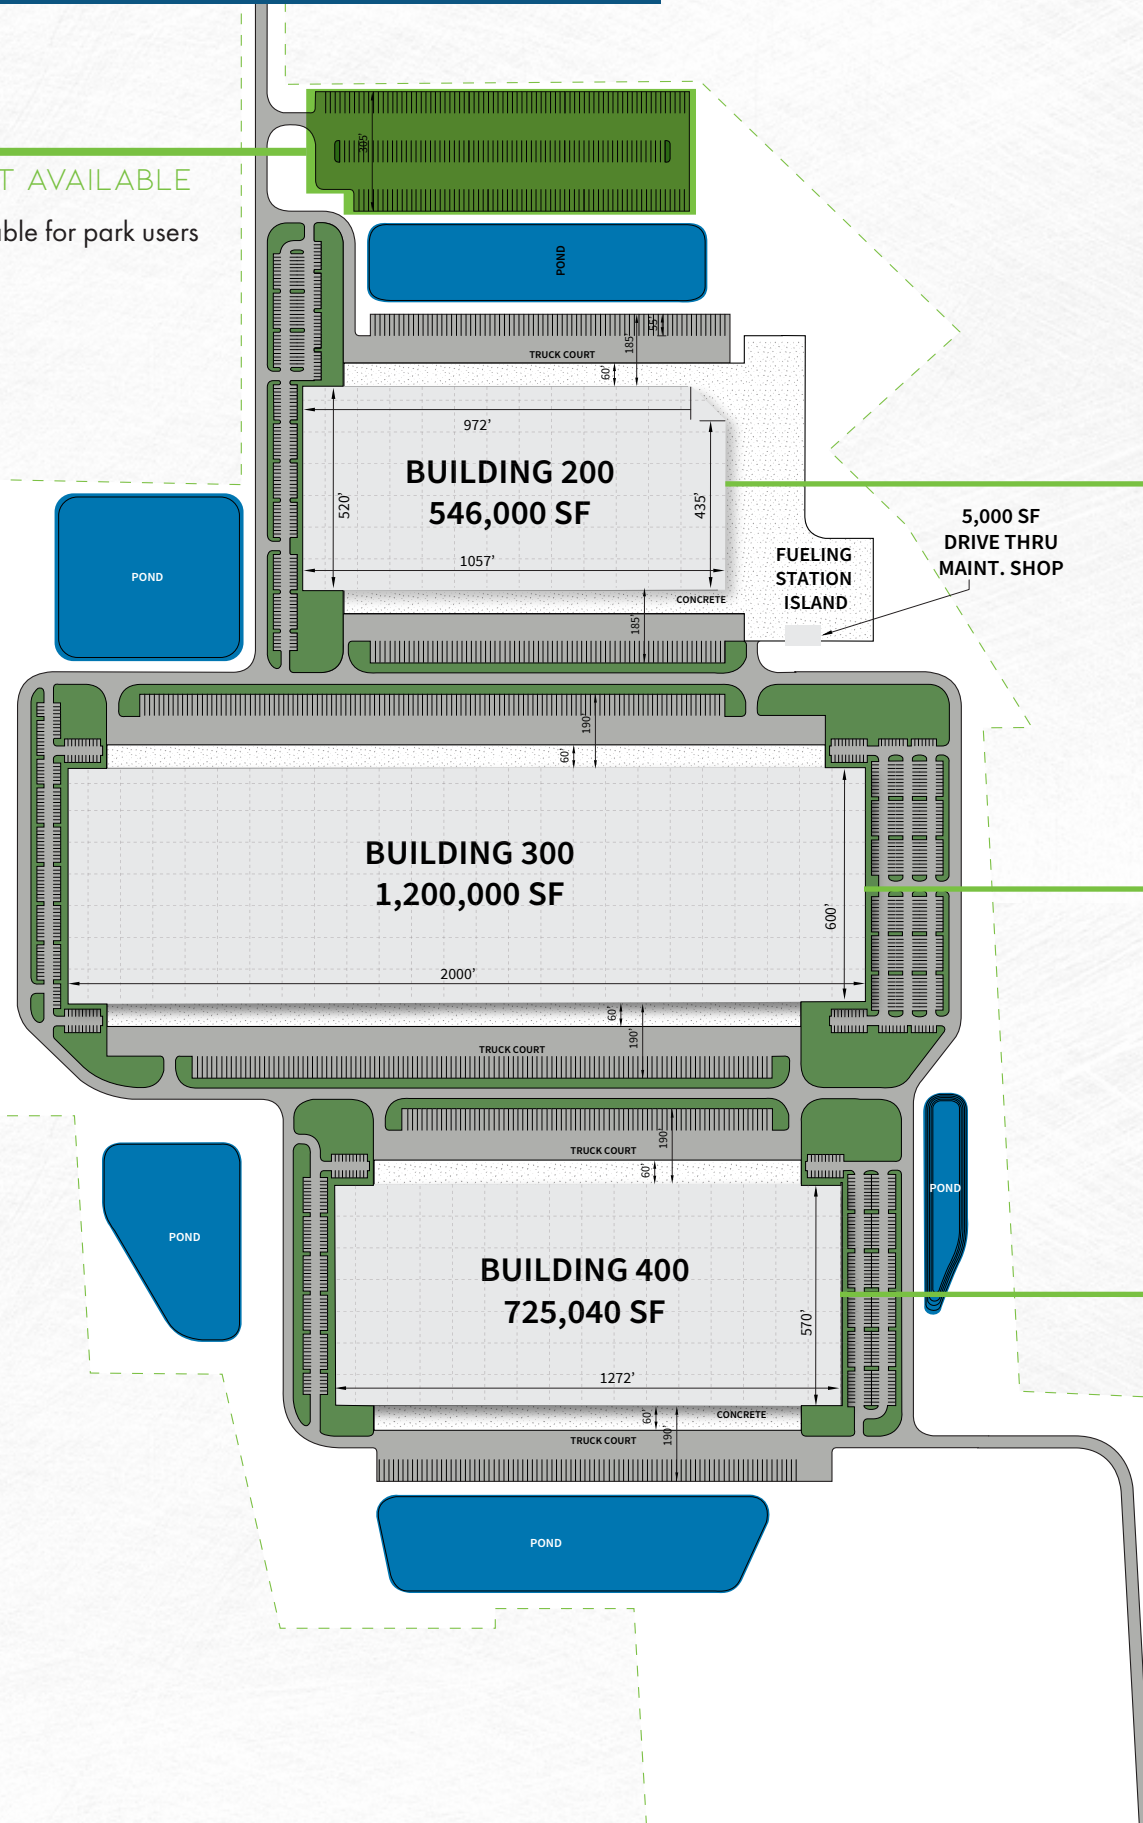 305'
T AVAILABLE
ble for park users
POND
55'
185'
TRUCK COURT
60'
972'
BUILDING 200
546,000 SF
520'
435'
1057'
CONCRETE
185'
FUELING
STATION
ISLAND
5,000 SF
DRIVE THRU
MAINT. SHOP
POND
190'
60'
BUILDING 300
1,200,000 SF
600'
2000'
60'
190'
TRUCK COURT
190'
TRUCK COURT
60'
POND
POND
BUILDING 400
725,040 SF
570'
1272'
60'
CONCRETE
190'
TRUCK COURT
POND